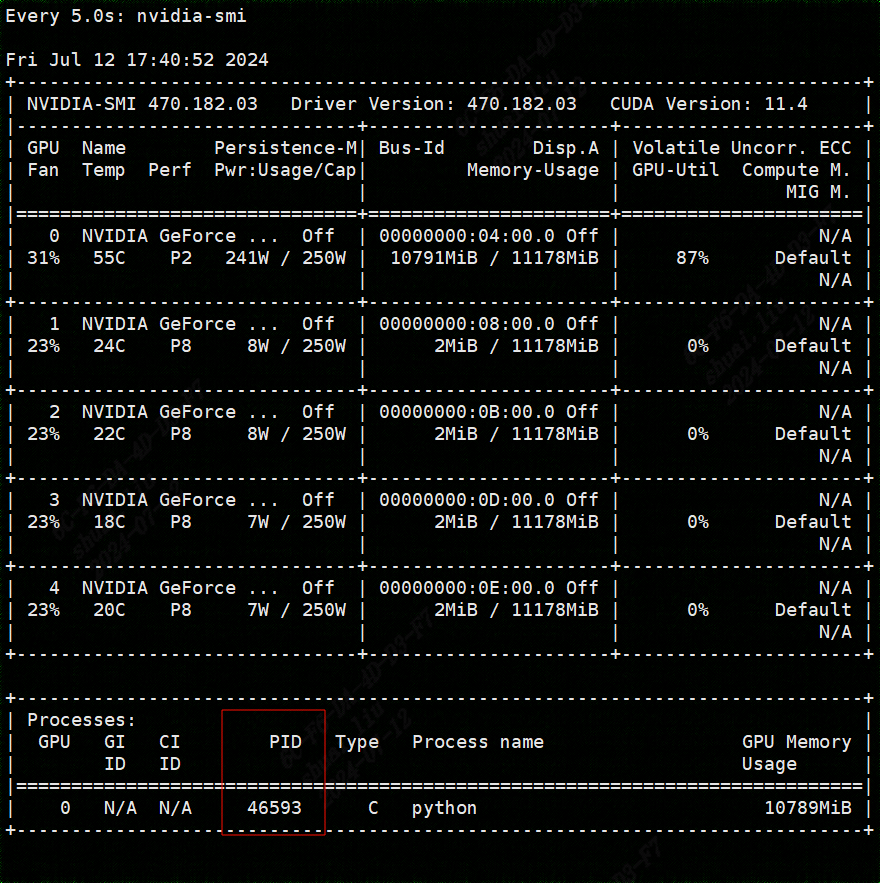 Every 5.0s: nvidia-smi
Fri Jul 12 17:40:52 2024
+-----------------------------------------------------------------------------+
| NVIDIA-SMI 470.182.03   Driver Version: 470.182.03   CUDA Version: 11.4     |
|-------------------------------+----------------------+----------------------+
| GPU  Name        Persistence-M| Bus-Id        Disp.A | Volatile Uncorr. ECC |
| Fan  Temp  Perf  Pwr:Usage/Cap|         Memory-Usage | GPU-Util  Compute M. |
|                               |                      |               MIG M. |
|===============================+======================+======================|
|   0  NVIDIA GeForce ...  Off  | 00000000:04:00.0 Off |                  N/A |
| 31%   55C    P2   241W / 250W |  10791MiB / 11178MiB |     87%      Default |
|                               |                      |                  N/A |
+-------------------------------+----------------------+----------------------+
|   1  NVIDIA GeForce ...  Off  | 00000000:08:00.0 Off |                  N/A |
| 23%   24C    P8     8W / 250W |      2MiB / 11178MiB |      0%      Default |
|                               |                      |                  N/A |
+-------------------------------+----------------------+----------------------+
|   2  NVIDIA GeForce ...  Off  | 00000000:0B:00.0 Off |                  N/A |
| 23%   22C    P8     8W / 250W |      2MiB / 11178MiB |      0%      Default |
|                               |                      |                  N/A |
+-------------------------------+----------------------+----------------------+
|   3  NVIDIA GeForce ...  Off  | 00000000:0D:00.0 Off |                  N/A |
| 23%   18C    P8     7W / 250W |      2MiB / 11178MiB |      0%      Default |
|                               |                      |                  N/A |
+-------------------------------+----------------------+----------------------+
|   4  NVIDIA GeForce ...  Off  | 00000000:0E:00.0 Off |                  N/A |
| 23%   20C    P8     7W / 250W |      2MiB / 11178MiB |      0%      Default |
|                               |                      |                  N/A |
+-------------------------------+----------------------+----------------------+
+-----------------------------------------------------------------------------+
| Processes:                                                                  |
|  GPU   GI   CI        PID   Type   Process name                  GPU Memory |
|        ID   ID                                                   Usage      |
|=============================================================================|
|    0   N/A  N/A     46593      C   python                          10789MiB |
+-----------------------------------------------------------------------------+